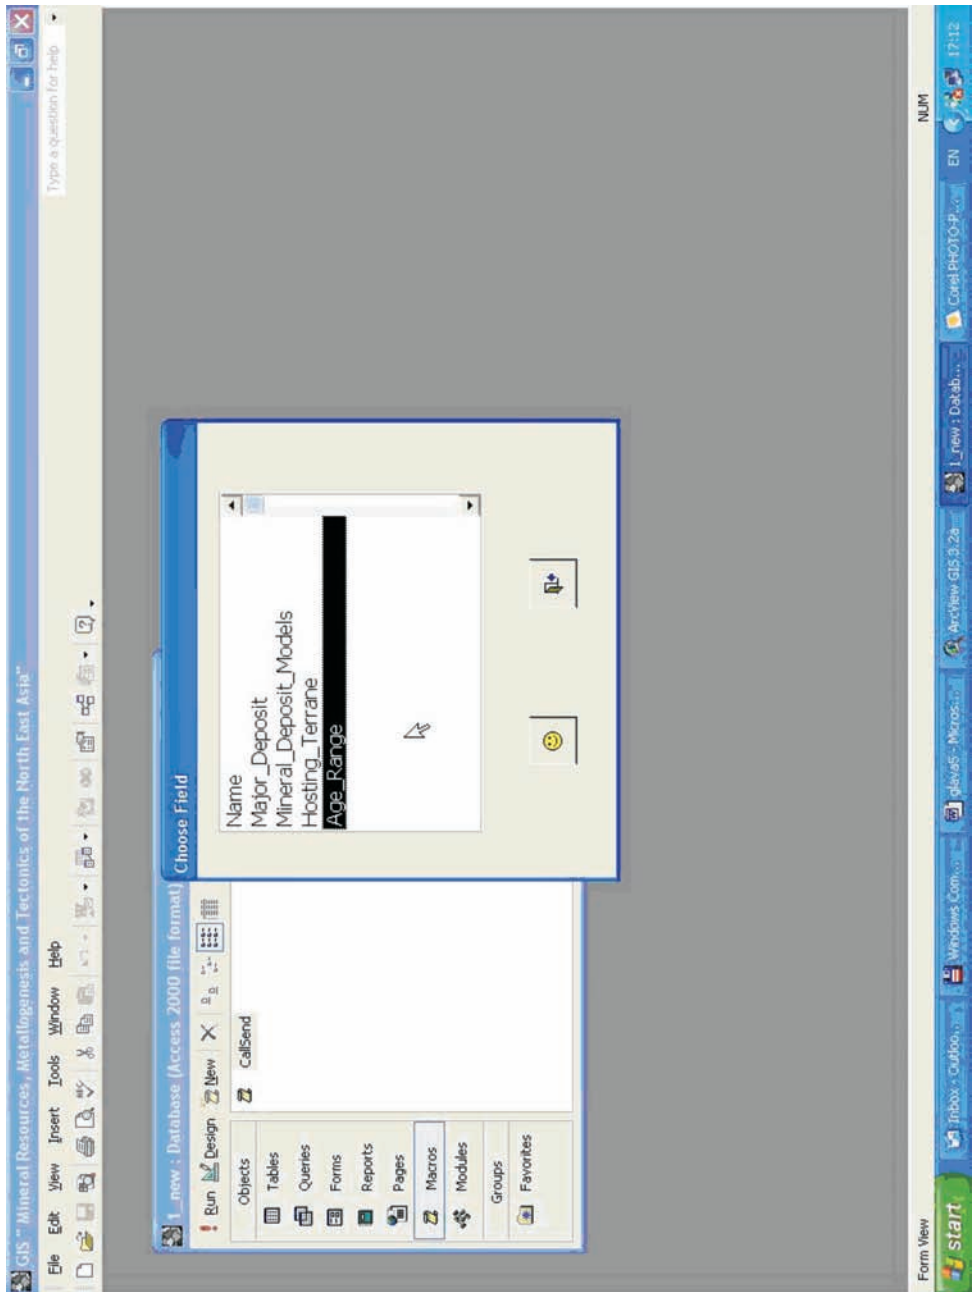 GIS " Mineral Resources, Metallogenesis and Tectonics of the North East Asia"
File Edit View Insert Tools Window Help
Type a question for help
1_new : Database (Access 2000 file format)
Run Design New
Objects
Tables
Queries
Forms
Reports
Pages
Macros
Modules
Groups
Favorites
CallSend
Choose Field
Name
Major_Deposit
Mineral_Deposit_Models
Hosting_Terrane
Age_Range
Form View
NUM
start
Inbox - Outloo...
Windows Com...
glava5 - Micros...
ArcView GIS 3.2a
1_new : Datab...
Corel PHOTO-P...
EN
17:12